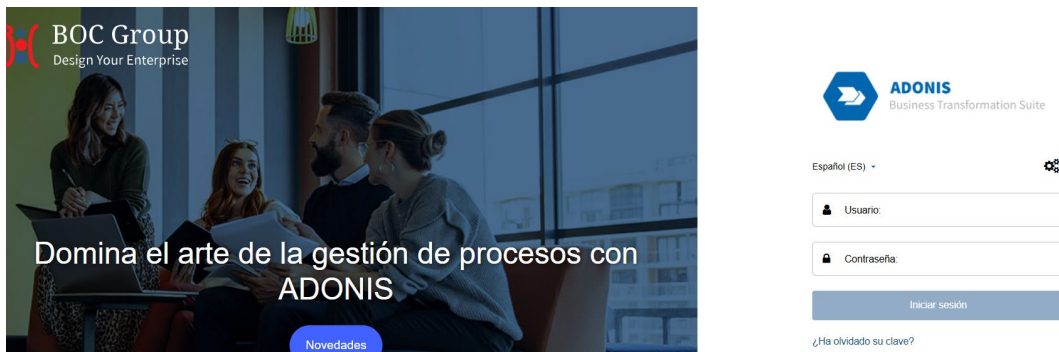 BOC Group
Design Your Enterprise
Domina el arte de la gestión de procesos con
ADONIS
Novedades
ADONIS
Business Transformation Suite
Español (ES)
Usuario:
Contraseña:
Iniciar sesión
¿Ha olvidado su clave?